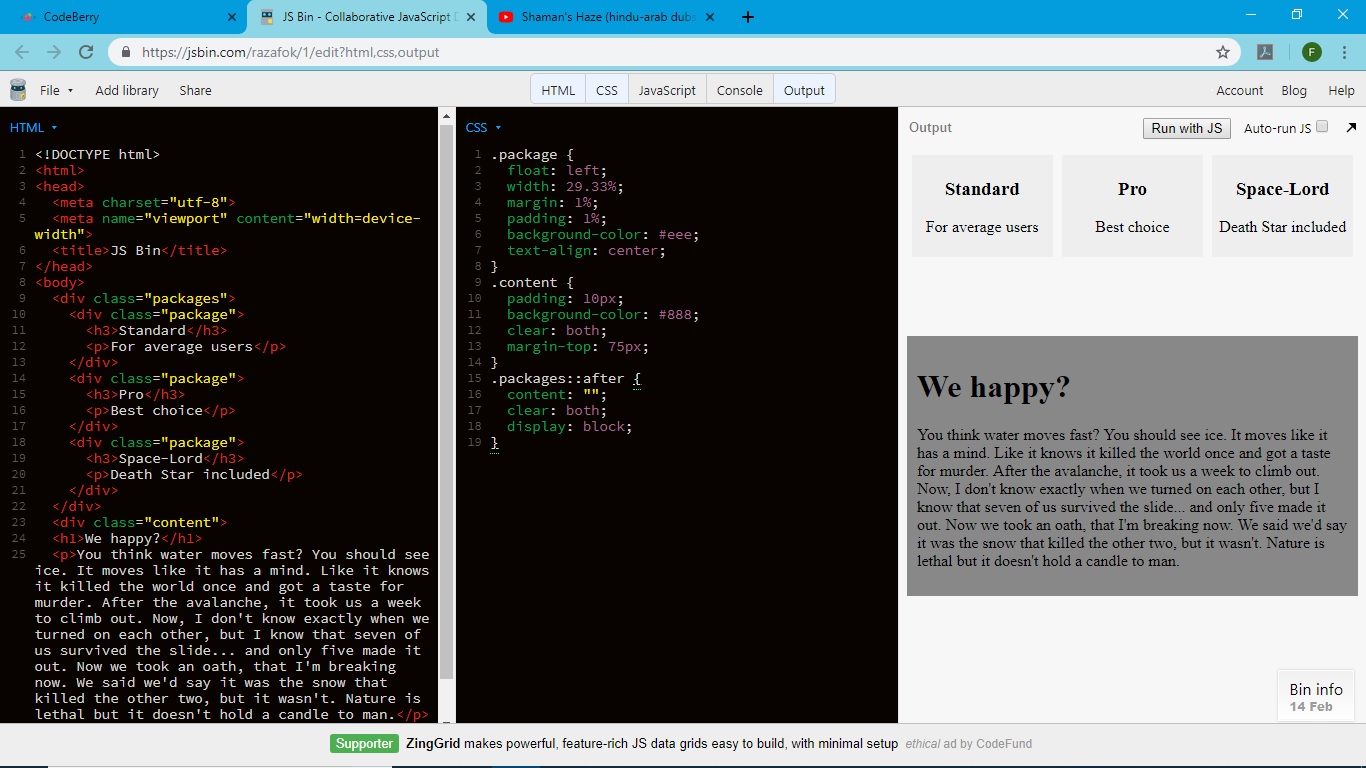 CodeBerry
JS Bin - Collaborative JavaScript D
Shaman's Haze (hindu-arab dubs
https://jsbin.com/razafok/1/edit?html,css,output
F
File
Add library
Share
HTML
CSS
JavaScript
Console
Output
Account
Blog
Help
HTML
1 <!DOCTYPE html>
2 <html>
3 <head>
4 <meta charset="utf-8">
5 <meta name="viewport" content="width=device-
width">
6 <title>JS Bin</title>
7 </head>
8 <body>
9 <div class="packages">
10 <div class="package">
11 <h3>Standard</h3>
12 <p>For average users</p>
13 </div>
14 <div class="package">
15 <h3>Pro</h3>
16 <p>Best choice</p>
17 </div>
18 <div class="package">
19 <h3>Space-Lord</h3>
20 <p>Death Star included</p>
21 </div>
22 </div>
23 <div class="content">
24 <h1>We happy?</h1>
25 <p>You think water moves fast? You should see
ice. It moves like it has a mind. Like it knows
it killed the world once and got a taste for
murder. After the avalanche, it took us a week
to climb out. Now, I don't know exactly when we
turned on each other, but I know that seven of
us survived the slide... and only five made it
out. Now we took an oath, that I'm breaking
now. We said we'd say it was the snow that
killed the other two, but it wasn't. Nature is
lethal but it doesn't hold a candle to man.</p>
CSS
1 .package {
2 float: left;
3 width: 29.33%;
4 margin: 1%;
5 padding: 1%;
6 background-color: #eee;
7 text-align: center;
8 }
9 .content {
10 padding: 10px;
11 background-color: #888;
12 clear: both;
13 margin-top: 75px;
14 }
15 .packages::after {
16 content: "";
17 clear: both;
18 display: block;
19 }
Output
Run with JS
Auto-run JS
Standard
For average users
Pro
Best choice
Space-Lord
Death Star included
We happy?
You think water moves fast? You should see ice. It moves like it
has a mind. Like it knows it killed the world once and got a taste
for murder. After the avalanche, it took us a week to climb out.
Now, I don't know exactly when we turned on each other, but I
know that seven of us survived the slide... and only five made it
out. Now we took an oath, that I'm breaking now. We said we'd say
it was the snow that killed the other two, but it wasn't. Nature is
lethal but it doesn't hold a candle to man.
Bin info
14 Feb
Supporter ZingGrid makes powerful, feature-rich JS data grids easy to build, with minimal setup ethical ad by CodeFund